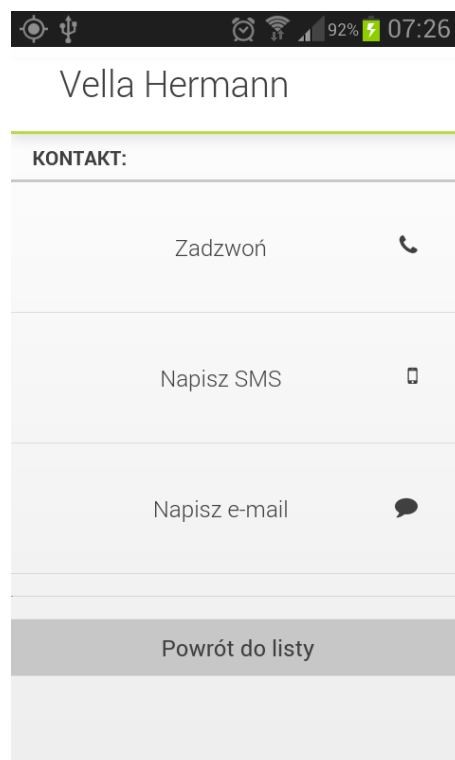 92% 07:26
Vella Hermann
KONTAKT:
Zadzwoń
Napisz SMS
Napisz e-mail
Powrót do listy